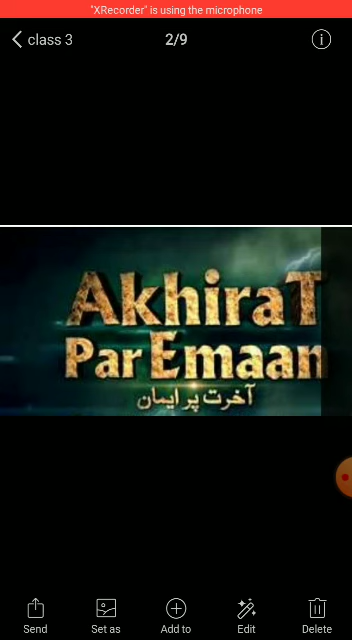 "XRecorder" is using the microphone
class 3
2/9
AkhiraT
Par Emaan
آخرت پر ایمان
Send
Set as
Add to
Edit
Delete